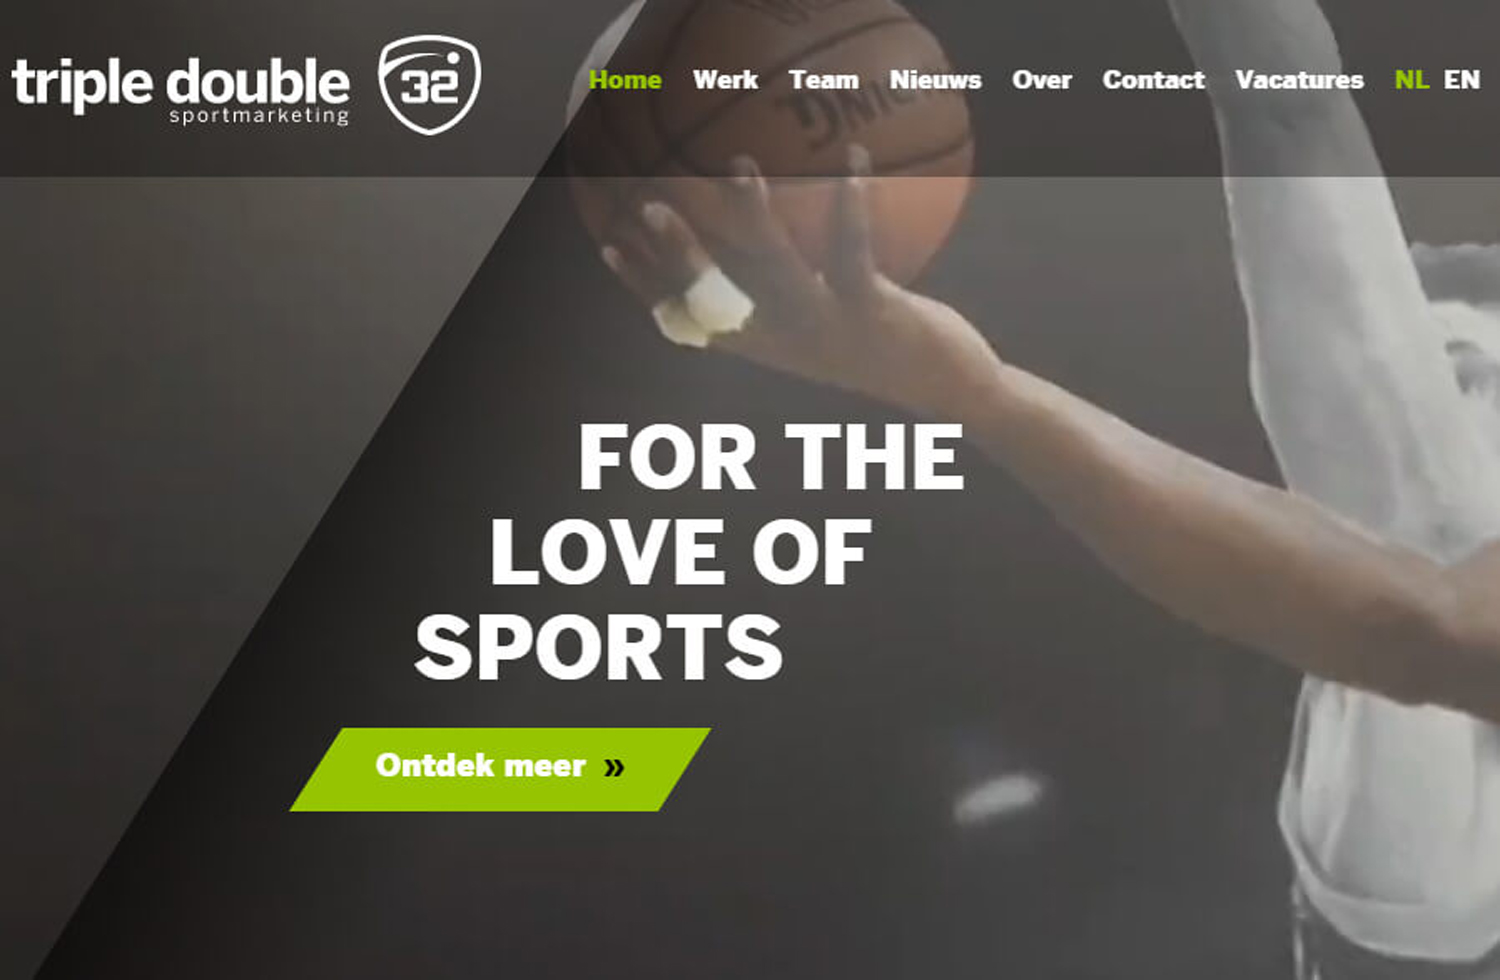 triple double
sportmarketing
32
Home Werk Team Nieuws Over Contact Vacatures NL EN
FOR THE
LOVE OF
SPORTS
Ontdek meer »